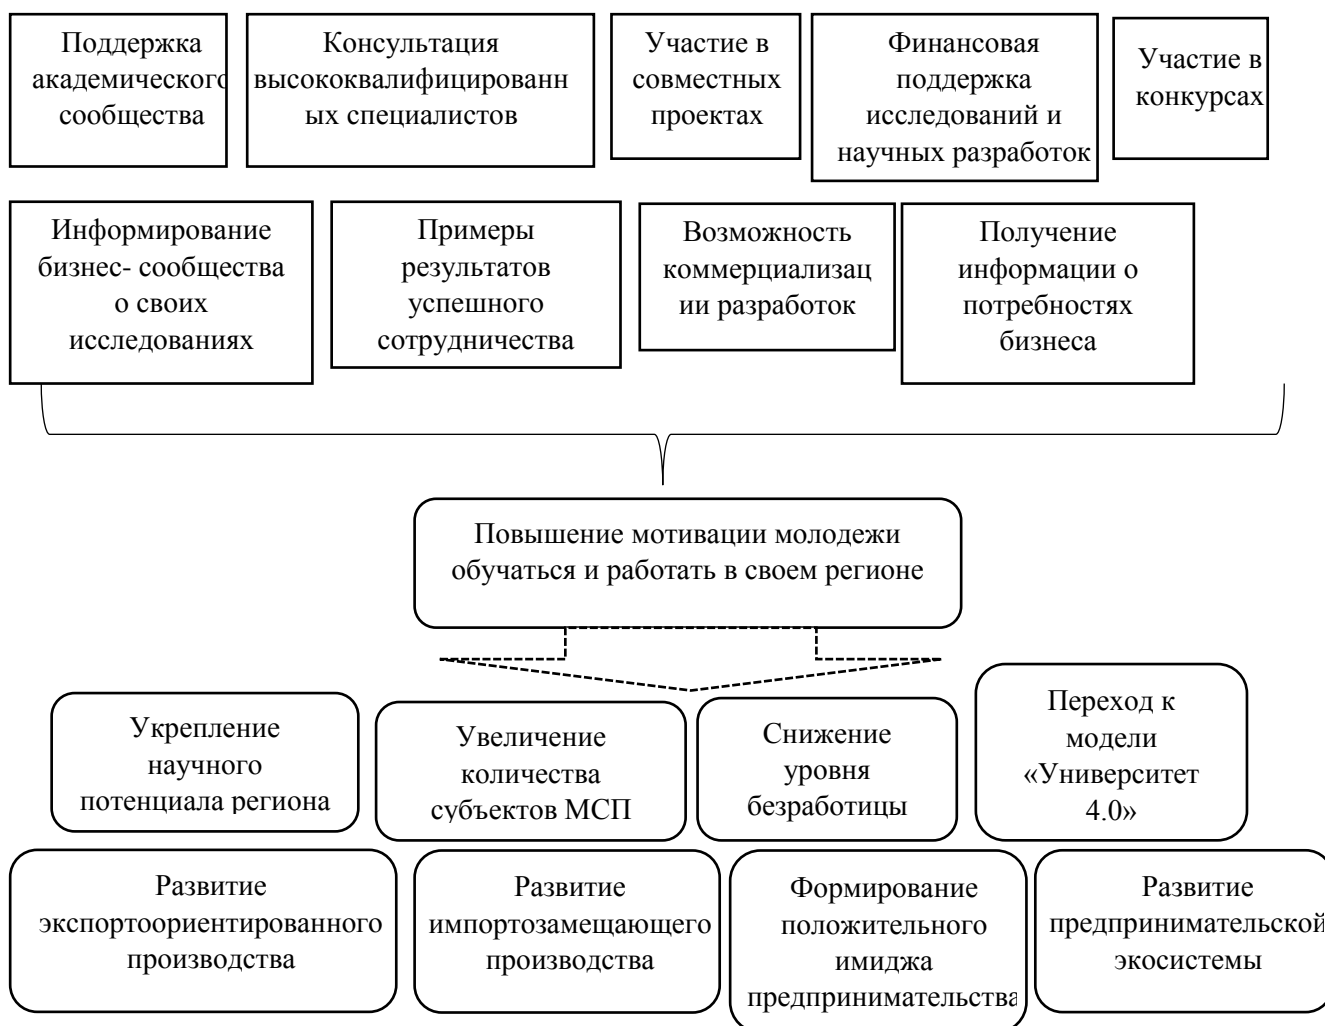 Поддержка
академического
сообщества
Консультация
высококвалифицированн
ых специалистов
Участие в
совместных
проектах
Финансовая
поддержка
исследований и
научных разработок
Участие в
конкурсах
Информирование
бизнес- сообщества
о своих
исследованиях
Примеры
результатов
успешного
сотрудничества
Возможность
коммерциализац
ии разработок
Получение
информации о
потребностях
бизнеса
Повышение мотивации молодежи
обучаться и работать в своем регионе
Укрепление
научного
потенциала региона
Увеличение
количества
субъектов МСП
Снижение
уровня
безработицы
Переход к
модели
«Университет
4.0»
Развитие
экспортоориентированного
производства
Развитие
импортозамещающего
производства
Формирование
положительного
имиджа
предпринимательства
Развитие
предпринимательской
экосистемы